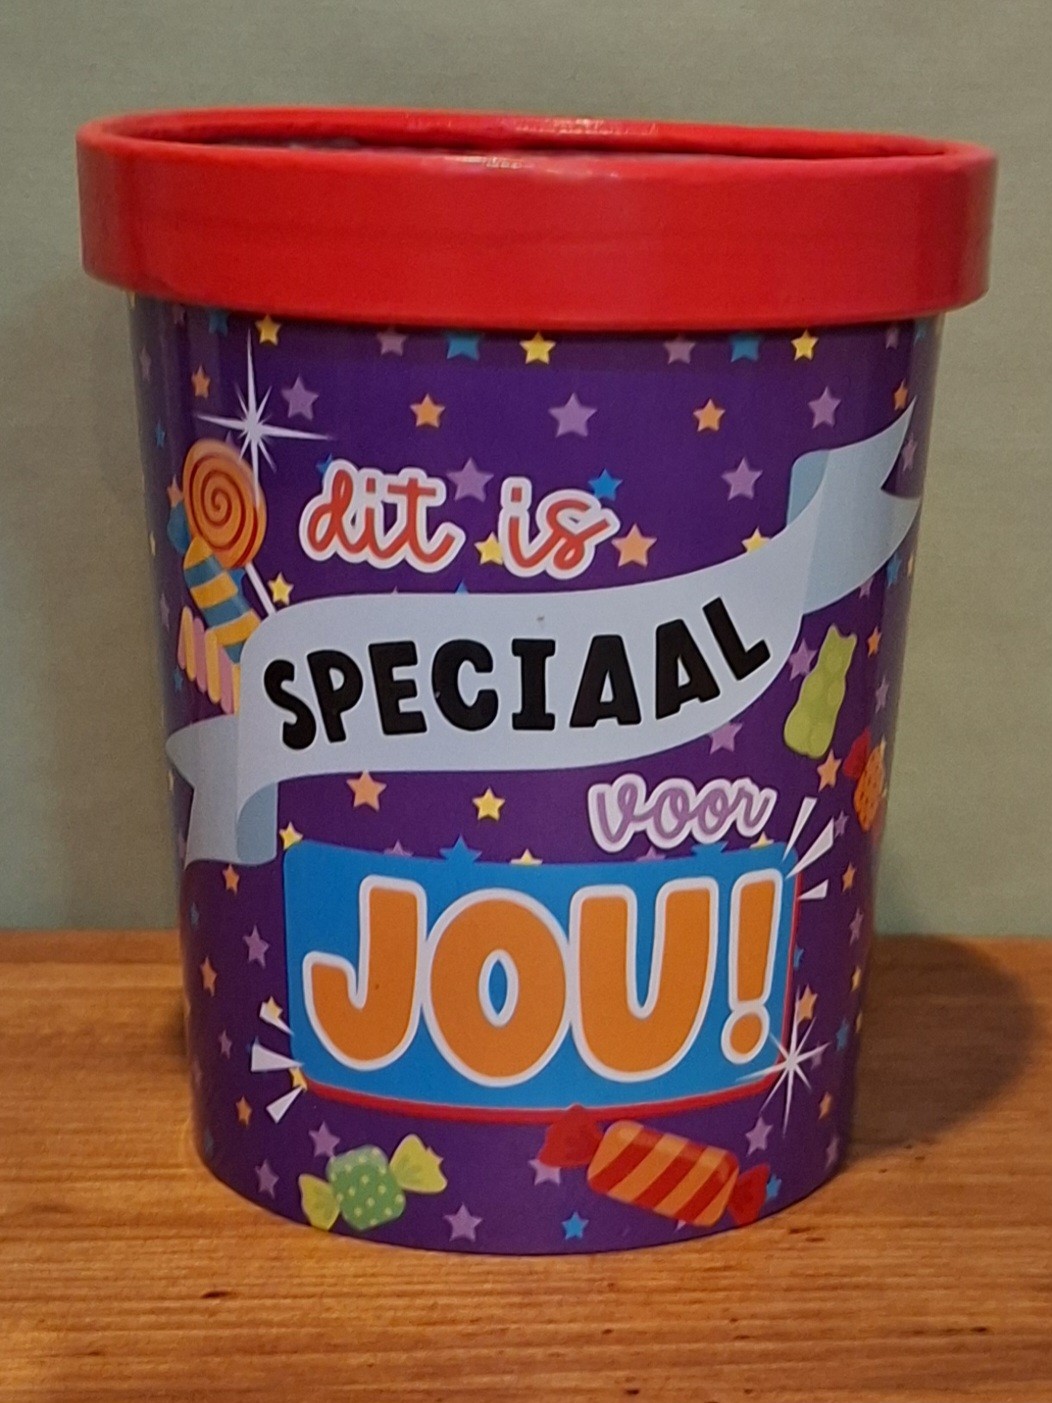 dit is
SPECIAAL
voor
JOU!